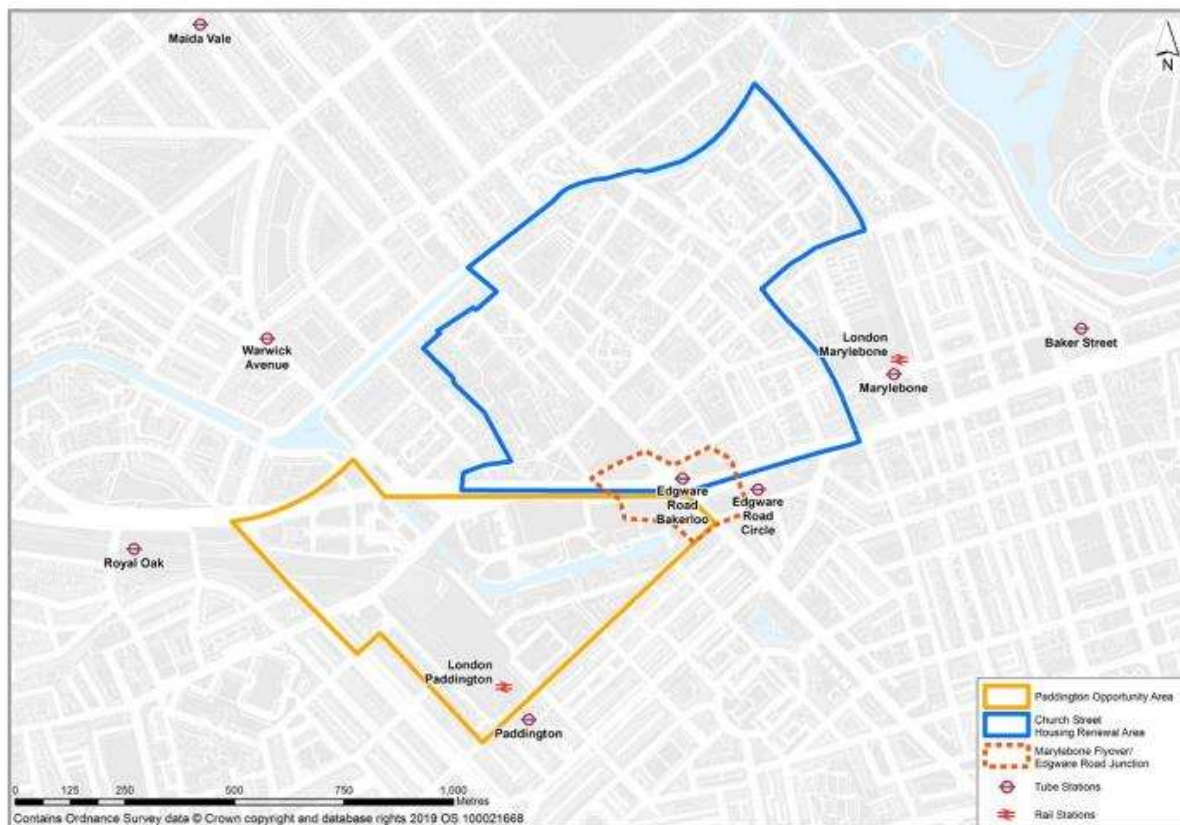 Maida Vale
N
Warwick
Avenue
London
Marylebone
Marylebone
Baker Street
Edgware
Road
Bakerloo
Edgware
Road
Circle
Royal Oak
London
Paddington
Paddington
Paddington Opportunity Area
Church Street
Housing Renewal Area
Marylebone Flyover/
Edgware Road Junction
Tube Stations
Rail Stations
0 125 250 500 750 1,000
Metres
Contains Ordnance Survey data © Crown copyright and database rights 2019 OS 100021668